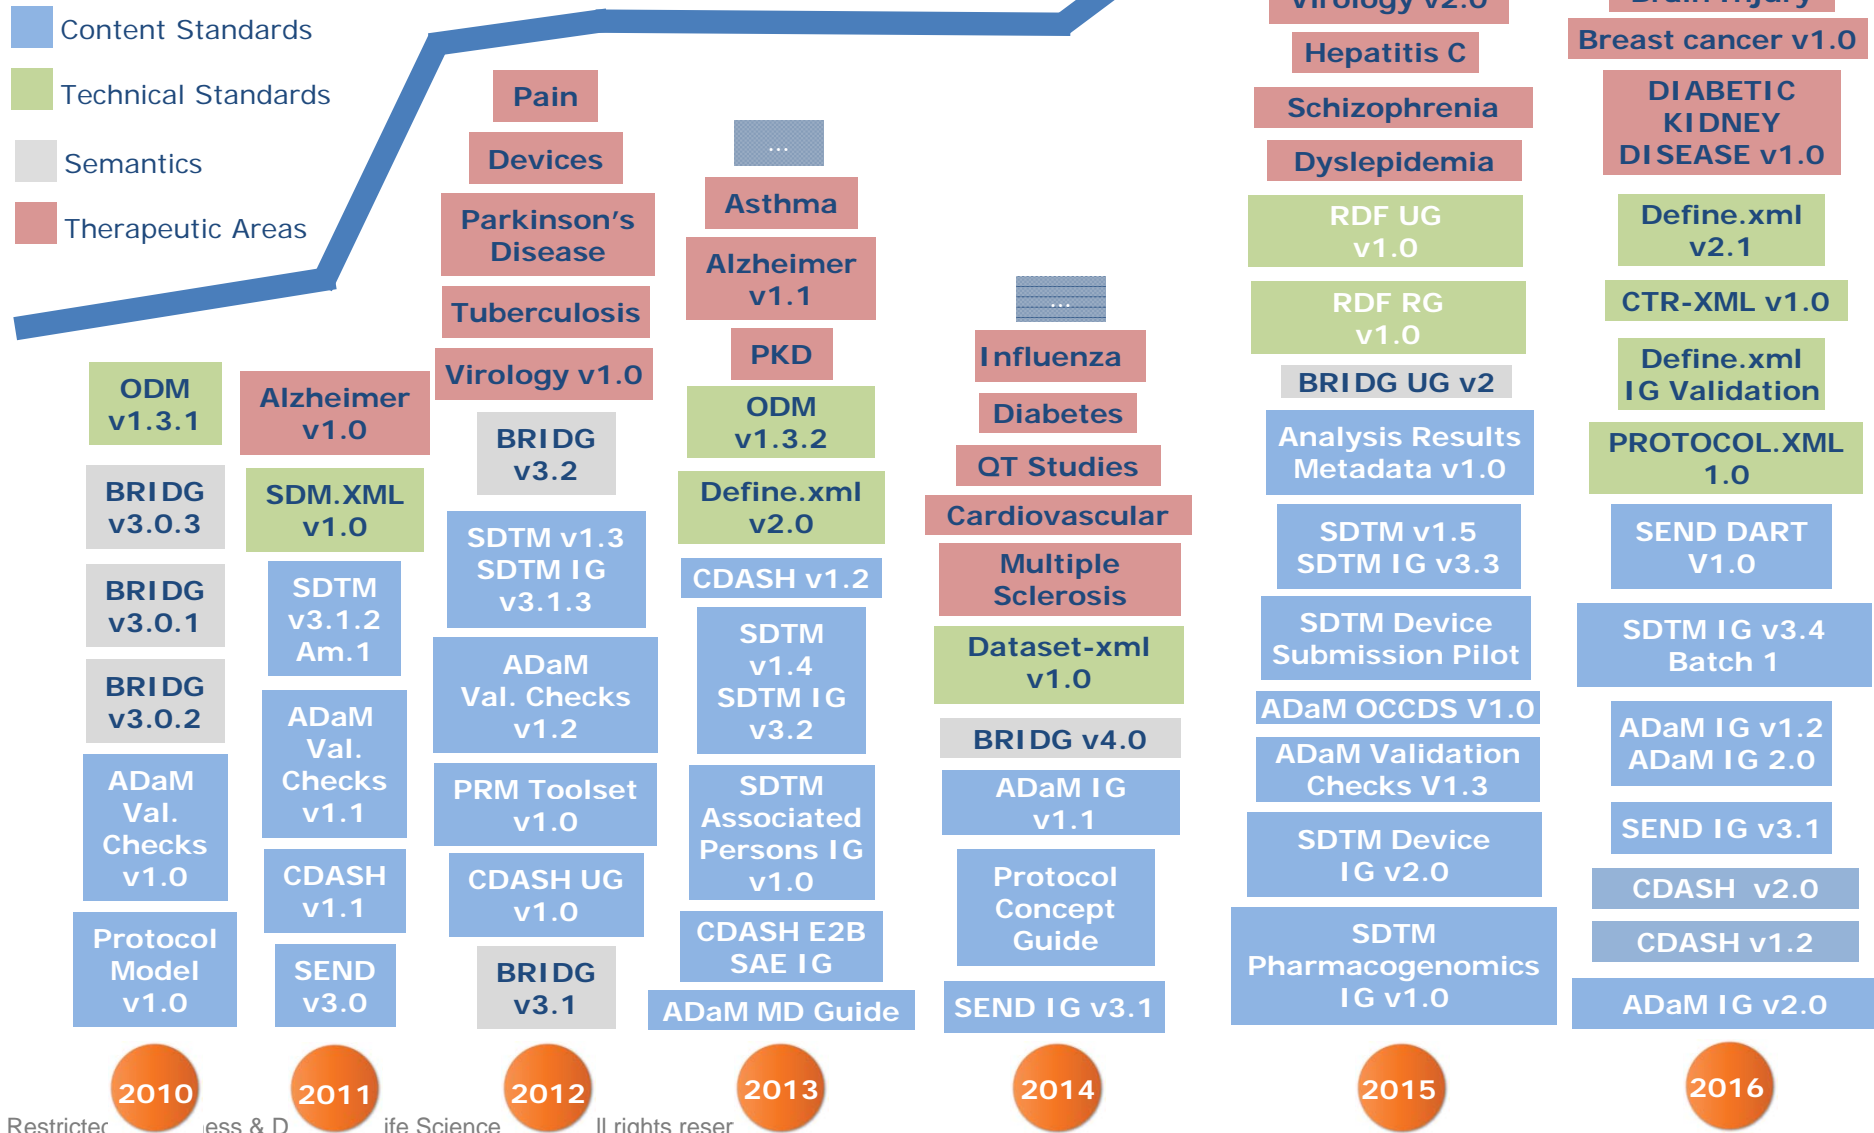 Content Standards
Technical Standards
Semantics
Therapeutic Areas
ODM
v1.3.1
BRIDG
v3.0.3
BRIDG
v3.0.1
BRIDG
v3.0.2
ADaM
Val.
Checks
v1.0
Protocol
Model
v1.0
2010
Alzheimer
v1.0
SDM.XML
v1.0
SDTM
v3.1.2
Am.1
ADaM
Val.
Checks
v1.1
CDASH
v1.1
SEND
v3.0
2011
Pain
Devices
Parkinson's
Disease
Tuberculosis
Virology v1.0
BRIDG
v3.2
SDTM v1.3
SDTM IG
v3.1.3
ADaM
Val. Checks
v1.2
PRM Toolset
v1.0
CDASH UG
v1.0
BRIDG
v3.1
2012
...
Asthma
Alzheimer
v1.1
PKD
ODM
v1.3.2
Define.xml
v2.0
CDASH v1.2
SDTM
v1.4
SDTM IG
v3.2
SDTM
Associated
Persons IG
v1.0
CDASH E2B
SAE IG
ADaM MD Guide
2013
...
Influenza
Diabetes
QT Studies
Cardiovascular
Multiple
Sclerosis
Dataset-xml
v1.0
BRIDG v4.0
ADaM IG
v1.1
Protocol
Concept
Guide
SEND IG v3.1
2014
Virology v2.0
Hepatitis C
Schizophrenia
Dyslepidemia
RDF UG
v1.0
RDF RG
v1.0
BRIDG UG v2
Analysis Results
Metadata v1.0
SDTM v1.5
SDTM IG v3.3
SDTM Device
Submission Pilot
ADaM OCCDS V1.0
ADaM Validation
Checks V1.3
SDTM Device
IG v2.0
SDTM
Pharmacogenomics
IG v1.0
2015
Brain Injury
Breast cancer v1.0
DIABETIC
KIDNEY
DISEASE v1.0
Define.xml
v2.1
CTR-XML v1.0
Define.xml
IG Validation
PROTOCOL.XML
1.0
SEND DART
V1.0
SDTM IG v3.4
Batch 1
ADaM IG v1.2
ADaM IG 2.0
SEND IG v3.1
CDASH v2.0
CDASH v1.2
ADaM IG v2.0
2016
& Science rights